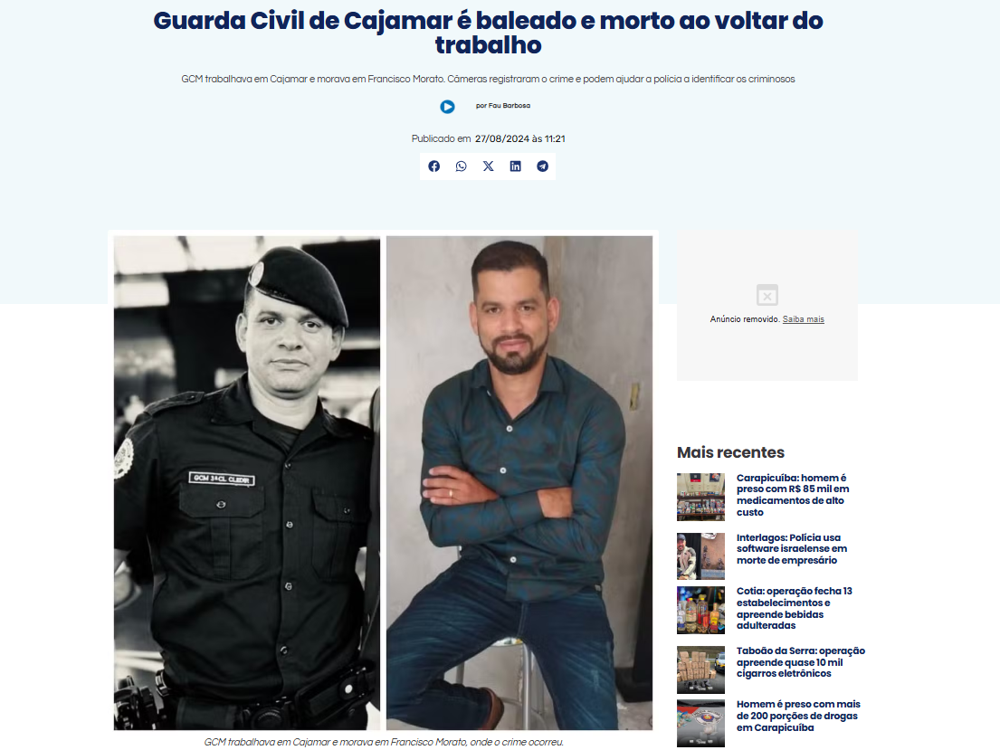 Guarda Civil de Cajamar é baleado e morto ao voltar do
trabalho
GCM trabalhava em Cajamar e morava em Francisco Morato. Câmeras registraram o crime e podem ajudar a polícia a identificar os criminosos
por Fau Barbosa
Publicado em 27/08/2024 às 11:21
GCM 3ªCL CLEDIR
GCM trabalhava em Cajamar e morava em Francisco Morato, onde o crime ocorreu.
Anúncio removido. Saiba mais
Mais recentes
Carapicuíba: homem é
preso com R$ 85 mil em
medicamentos de alto
custo
Interlagos: Polícia usa
software israelense em
morte de empresário
Cotia: operação fecha 13
estabelecimentos e
apreende bebidas
adulteradas
Taboão da Serra: operação
apreende quase 10 mil
cigarros eletrônicos
Homem é preso com mais
de 200 porções de drogas
em Carapicuíba